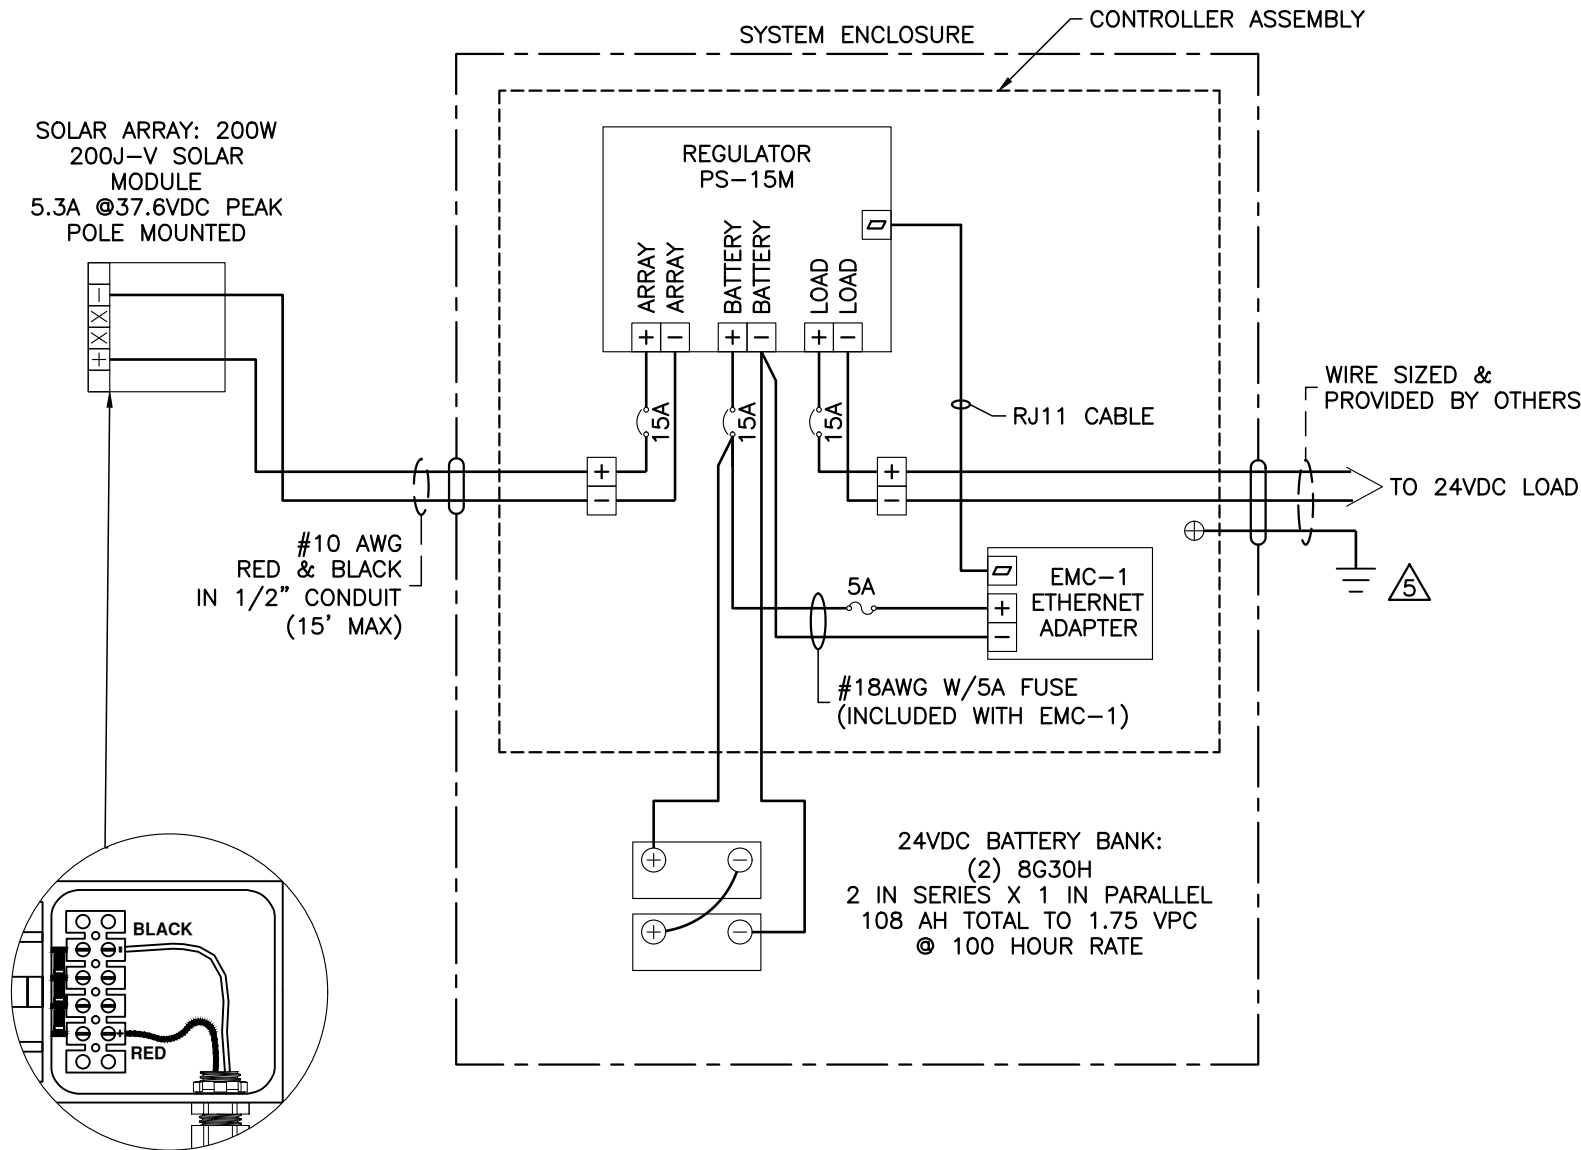 CONTROLLER ASSEMBLY
SYSTEM ENCLOSURE
SOLAR ARRAY: 200W
200J-V SOLAR
MODULE
5.3A @37.6VDC PEAK
POLE MOUNTED
- X X +
REGULATOR
PS-15M
ARRAY
ARRAY
BATTERY
BATTERY
LOAD
LOAD
+ - + - + -
15A
15A
15A
RJ11 CABLE
WIRE SIZED &
PROVIDED BY OTHERS
+
-
+
-
TO 24VDC LOAD
#10 AWG
RED & BLACK
IN 1/2" CONDUIT
(15' MAX)
5A
+
-
EMC-1
ETHERNET
ADAPTER
5
#18AWG W/5A FUSE
(INCLUDED WITH EMC-1)
24VDC BATTERY BANK:
(2) 8G30H
2 IN SERIES X 1 IN PARALLEL
108 AH TOTAL TO 1.75 VPC
@ 100 HOUR RATE
+ -
+ -
BLACK
-
+
RED